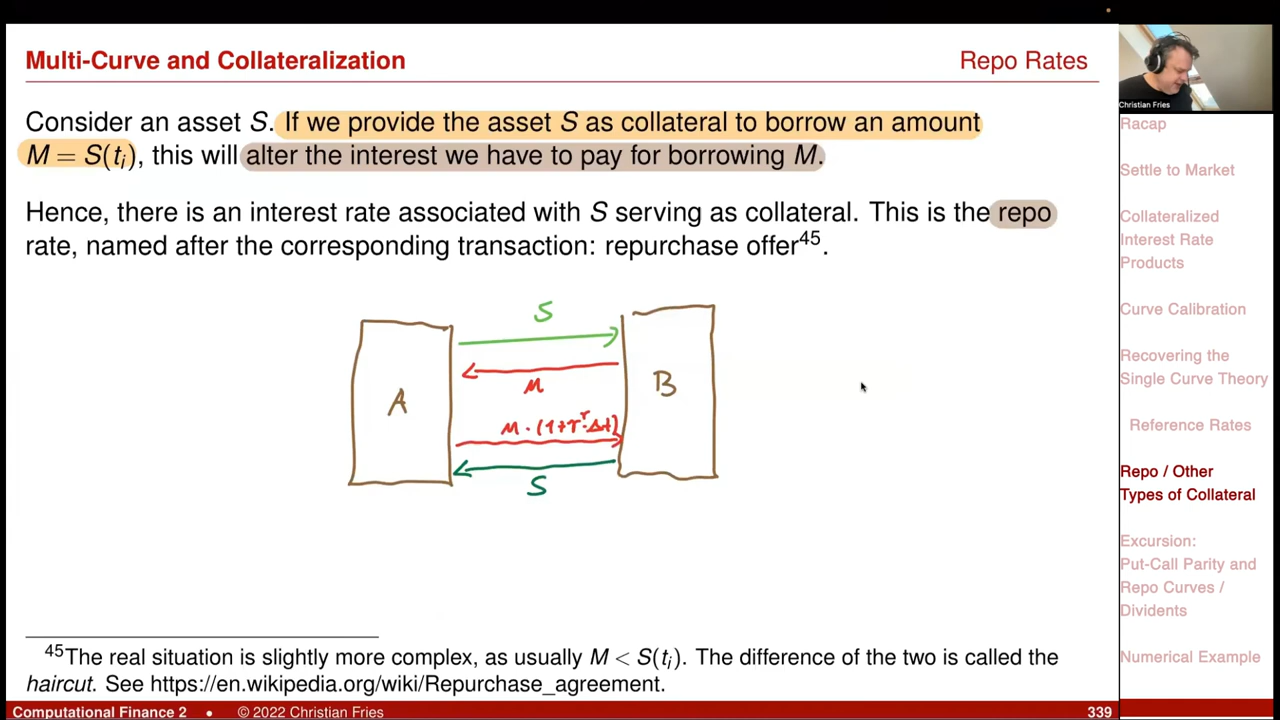 Multi-Curve and Collateralization
Repo Rates
Consider an asset S. If we provide the asset S as collateral to borrow an amount
M = S(tᵢ), this will alter the interest we have to pay for borrowing M.
Hence, there is an interest rate associated with S serving as collateral. This is the repo
rate, named after the corresponding transaction: repurchase offer⁴⁵.
S
M
A
B
M · (1+r^r·Δt)
S
⁴⁵The real situation is slightly more complex, as usually M < S(tᵢ). The difference of the two is called the
haircut. See https://en.wikipedia.org/wiki/Repurchase_agreement.
Computational Finance 2 • © 2022 Christian Fries
339
Christian Fries
Racap
Settle to Market
Collateralized
Interest Rate
Products
Curve Calibration
Recovering the
Single Curve Theory
Reference Rates
Repo / Other
Types of Collateral
Excursion:
Put-Call Parity and
Repo Curves /
Dividents
Numerical Example